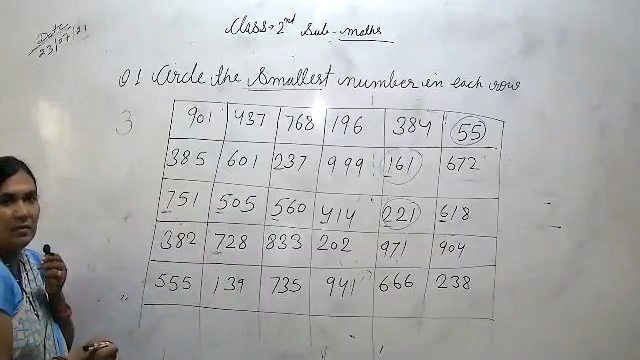 Date
23/07/21
Class→2nd Sub-maths
Q1 Circle the Smallest number in each row
3
901 437 768 196 384 55
385 601 237 999 161 672
751 505 560 414 221 618
382 728 833 202 971 904
555 139 735 941 666 238